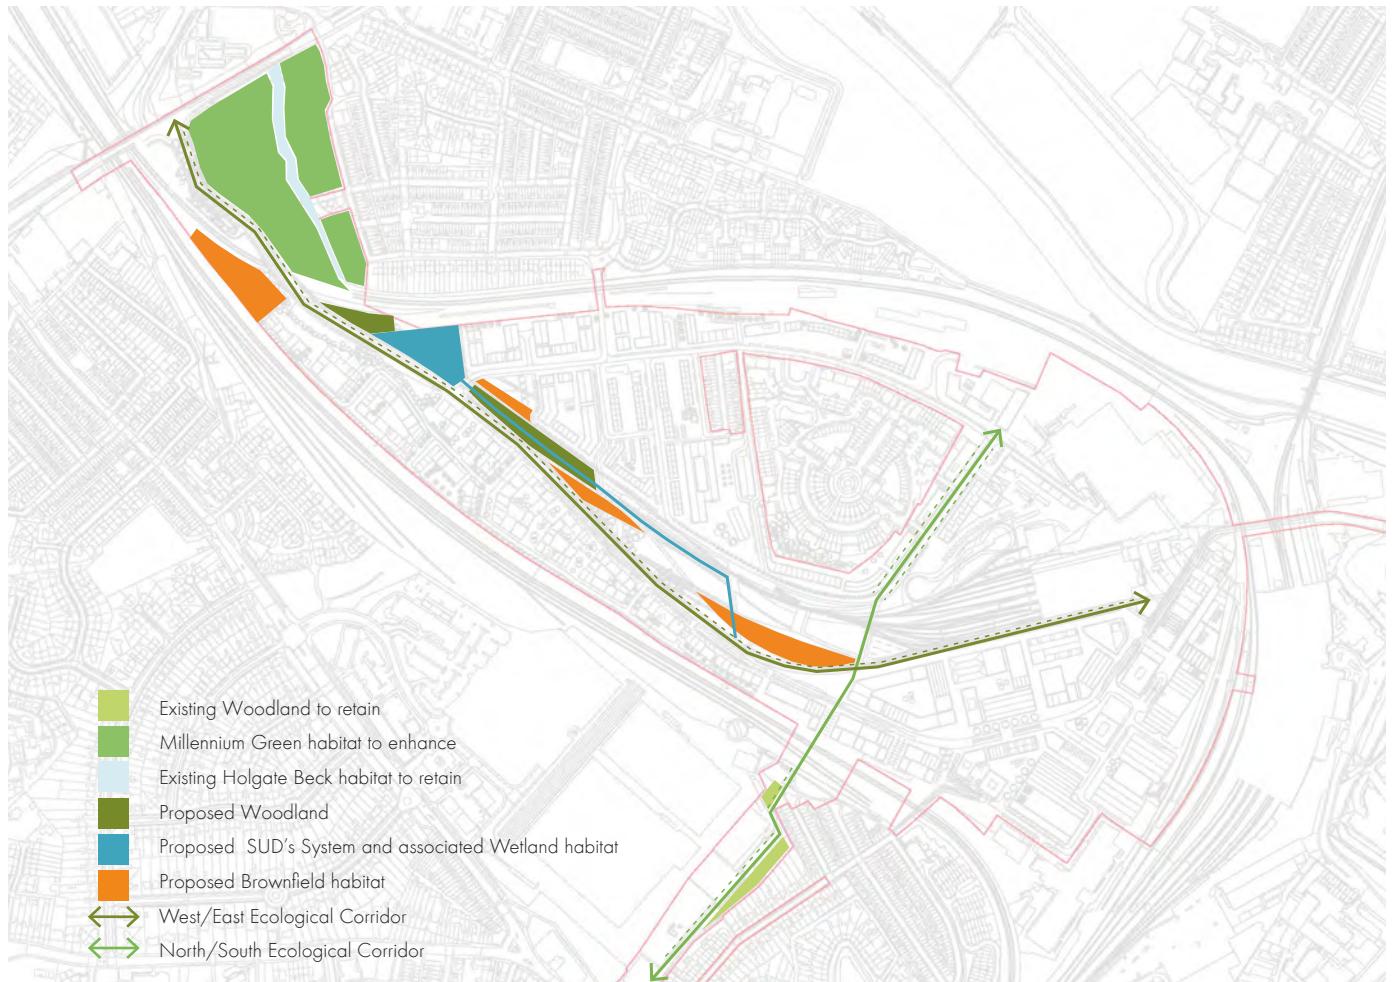 Existing Woodland to retain
Millennium Green habitat to enhance
Existing Holgate Beck habitat to retain
Proposed Woodland
Proposed SUD's System and associated Wetland habitat
Proposed Brownfield habitat
West/East Ecological Corridor
North/South Ecological Corridor